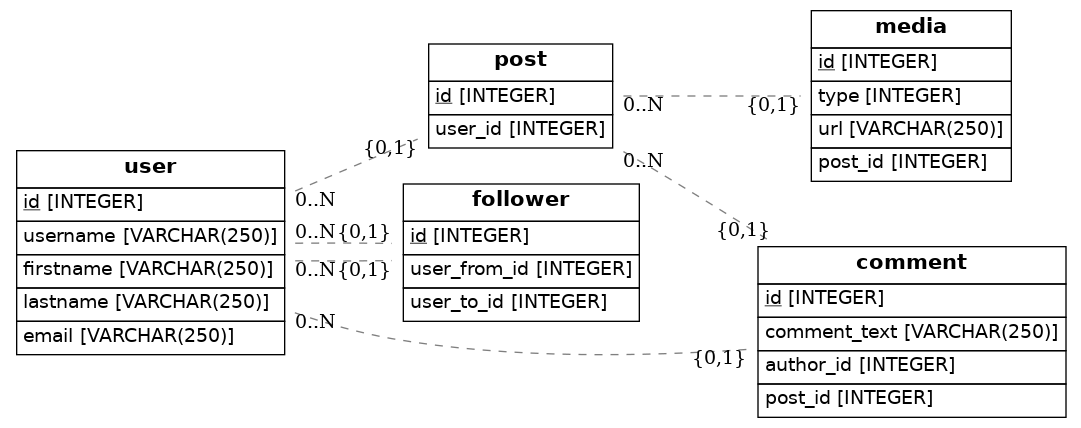 user
id [INTEGER]
username [VARCHAR(250)]
firstname [VARCHAR(250)]
lastname [VARCHAR(250)]
email [VARCHAR(250)]
post
id [INTEGER]
user_id [INTEGER]
follower
id [INTEGER]
user_from_id [INTEGER]
user_to_id [INTEGER]
media
id [INTEGER]
type [INTEGER]
url [VARCHAR(250)]
post_id [INTEGER]
comment
id [INTEGER]
comment_text [VARCHAR(250)]
author_id [INTEGER]
post_id [INTEGER]
{0,1}
0..N
0..N{0,1}
0..N{0,1}
0..N
{0,1}
0..N
{0,1}
0..N
{0,1}